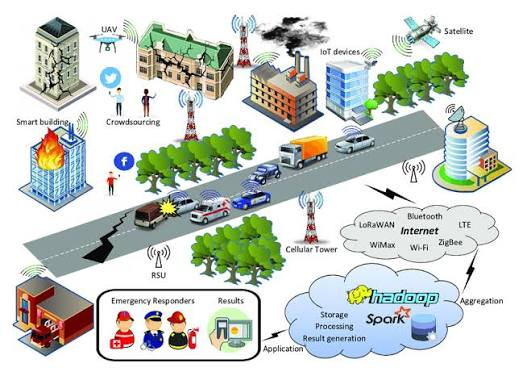 UAV
Satellite
IoT devices
Smart building
Crowdsourcing
f
LoRaWAN
Bluetooth
LTE
Internet
WiMax
Wi-Fi
ZigBee
Cellular Tower
RSU
Emergency Responders
Results
hadoop
Aggregation
Storage
Spark
Processing
Result generation
Application